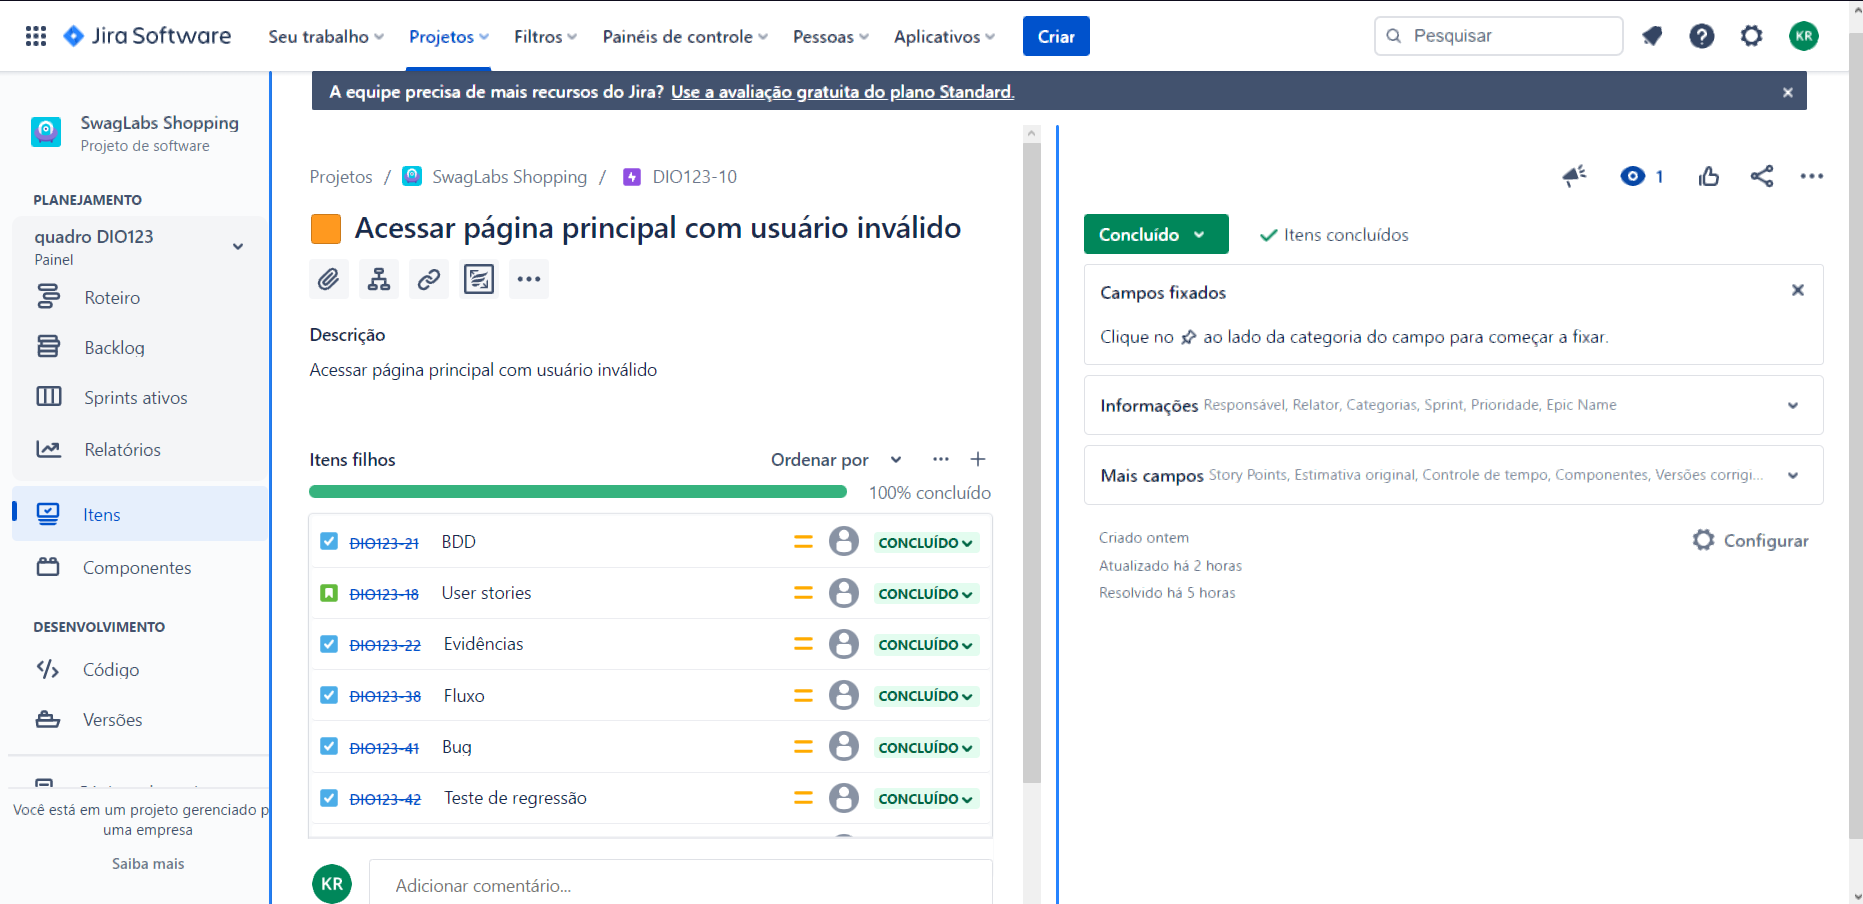 Jira Software
Seu trabalho
Projetos
Filtros
Painéis de controle
Pessoas
Aplicativos
Criar
Pesquisar
KR
A equipe precisa de mais recursos do Jira? Use a avaliação gratuita do plano Standard.
SwagLabs Shopping
Projeto de software
PLANEJAMENTO
quadro DIO123
Painel
Roteiro
Backlog
Sprints ativos
Relatórios
Itens
Componentes
DESENVOLVIMENTO
Código
Versões
Você está em um projeto gerenciado p
uma empresa
Saiba mais
Projetos / SwagLabs Shopping / DIO123-10
Acessar página principal com usuário inválido
Descrição
Acessar página principal com usuário inválido
Itens filhos
Ordenar por
100% concluído
DIO123-21 BDD CONCLUÍDO
DIO123-18 User stories CONCLUÍDO
DIO123-22 Evidências CONCLUÍDO
DIO123-38 Fluxo CONCLUÍDO
DIO123-41 Bug CONCLUÍDO
DIO123-42 Teste de regressão CONCLUÍDO
KR
Adicionar comentário...
1
Concluído
Itens concluídos
Campos fixados
Clique no ao lado da categoria do campo para começar a fixar.
Informações Responsável, Relator, Categorias, Sprint, Prioridade, Epic Name
Mais campos Story Points, Estimativa original, Controle de tempo, Componentes, Versões corrigi...
Criado ontem
Configurar
Atualizado há 2 horas
Resolvido há 5 horas